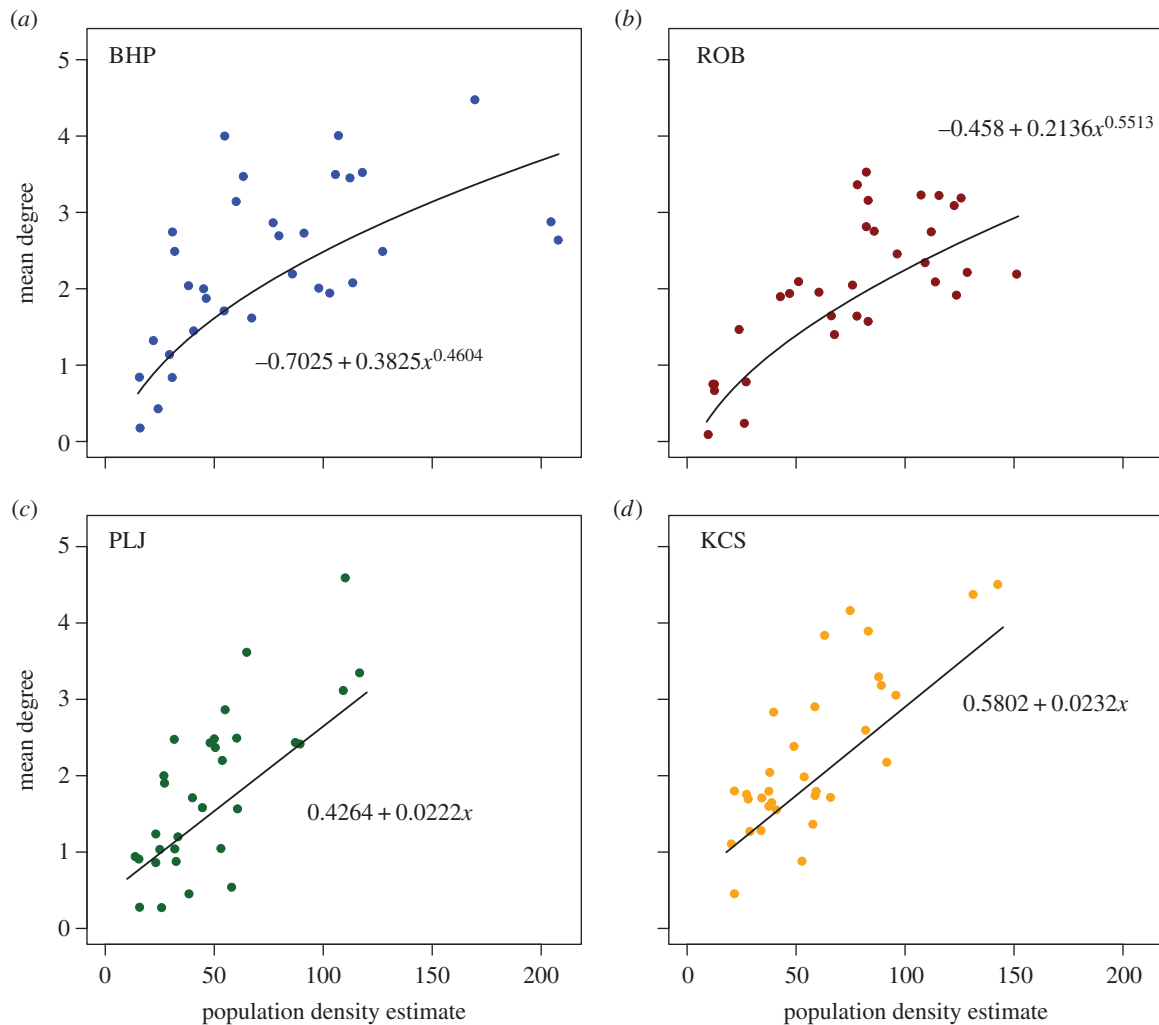 (a)
BHP
5
4
3
2
1
0
mean degree
–0.7025 + 0.3825x^0.4604
(b)
ROB
–0.458 + 0.2136x^0.5513
(c)
PLJ
5
4
3
2
1
0
mean degree
0.4264 + 0.0222x
0 50 100 150 200
population density estimate
(d)
KCS
0.5802 + 0.0232x
0 50 100 150 200
population density estimate